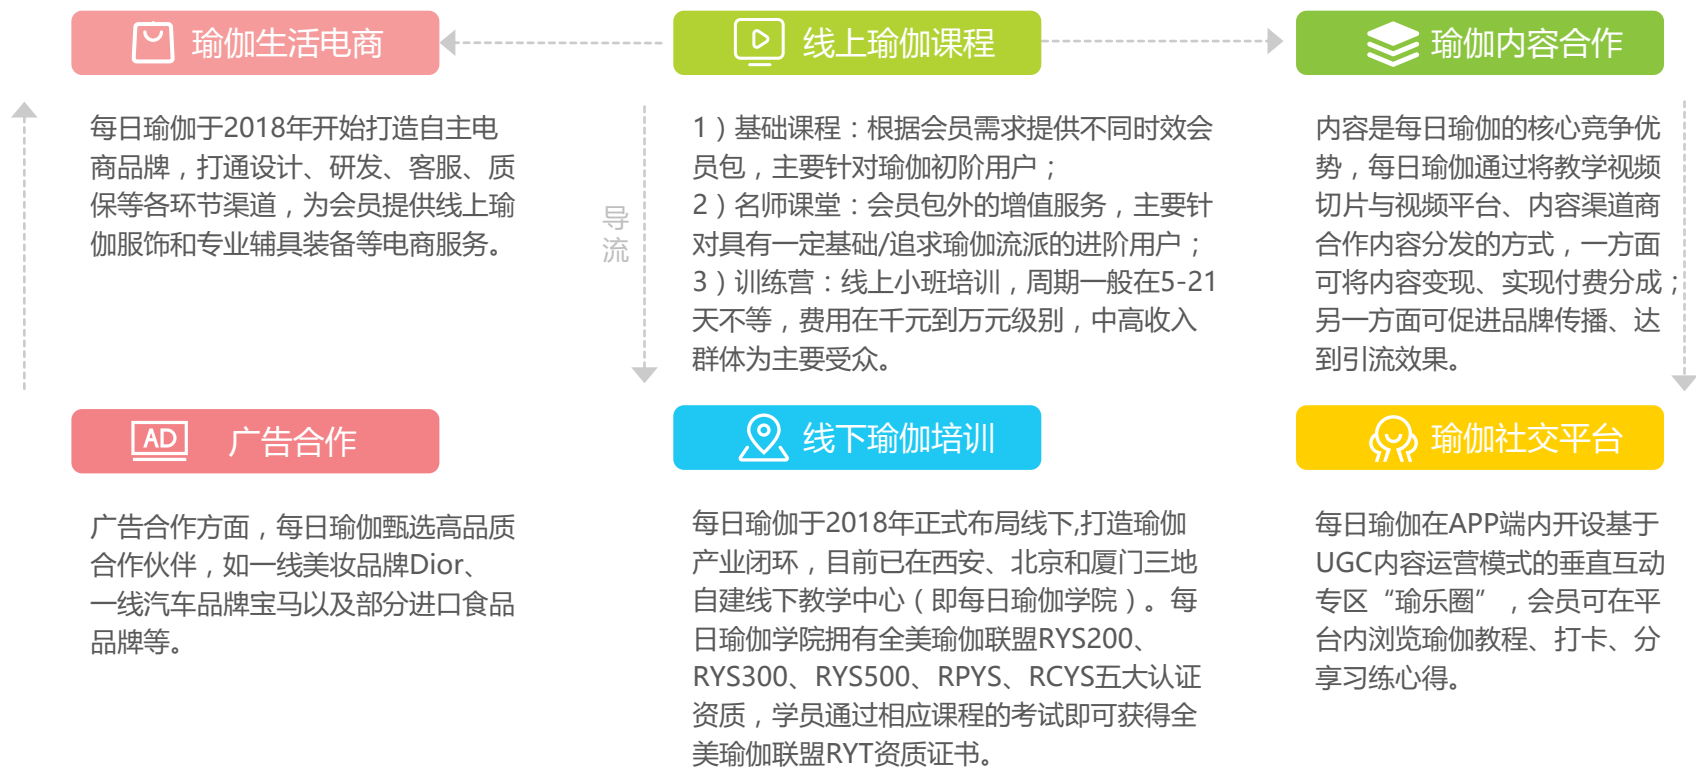 瑜伽生活电商
每日瑜伽于2018年开始打造自主电
商品牌，打通设计、研发、客服、质
保等各环节渠道，为会员提供线上瑜
伽服饰和专业辅具装备等电商服务。
导
流
线上瑜伽课程
1）基础课程：根据会员需求提供不同时效会
员包，主要针对瑜伽初阶用户；
2）名师课堂：会员包外的增值服务，主要针
对具有一定基础/追求瑜伽流派的进阶用户；
3）训练营：线上小班培训，周期一般在5-21
天不等，费用在千元到万元级别，中高收入
群体为主要受众。
瑜伽内容合作
内容是每日瑜伽的核心竞争优
势，每日瑜伽通过将教学视频
切片与视频平台、内容渠道商
合作内容分发的方式，一方面
可将内容变现、实现付费分成；
另一方面可促进品牌传播、达
到引流效果。
AD 广告合作
广告合作方面，每日瑜伽甄选高品质
合作伙伴，如一线美妆品牌Dior、
一线汽车品牌宝马以及部分进口食品
品牌等。
线下瑜伽培训
每日瑜伽于2018年正式布局线下,打造瑜伽
产业闭环，目前已在西安、北京和厦门三地
自建线下教学中心（即每日瑜伽学院）。每
日瑜伽学院拥有全美瑜伽联盟RYS200、
RYS300、RYS500、RPYS、RCYS五大认证
资质，学员通过相应课程的考试即可获得全
美瑜伽联盟RYT资质证书。
瑜伽社交平台
每日瑜伽在APP端内开设基于
UGC内容运营模式的垂直互动
专区“瑜乐圈”，会员可在平
台内浏览瑜伽教程、打卡、分
享习练心得。